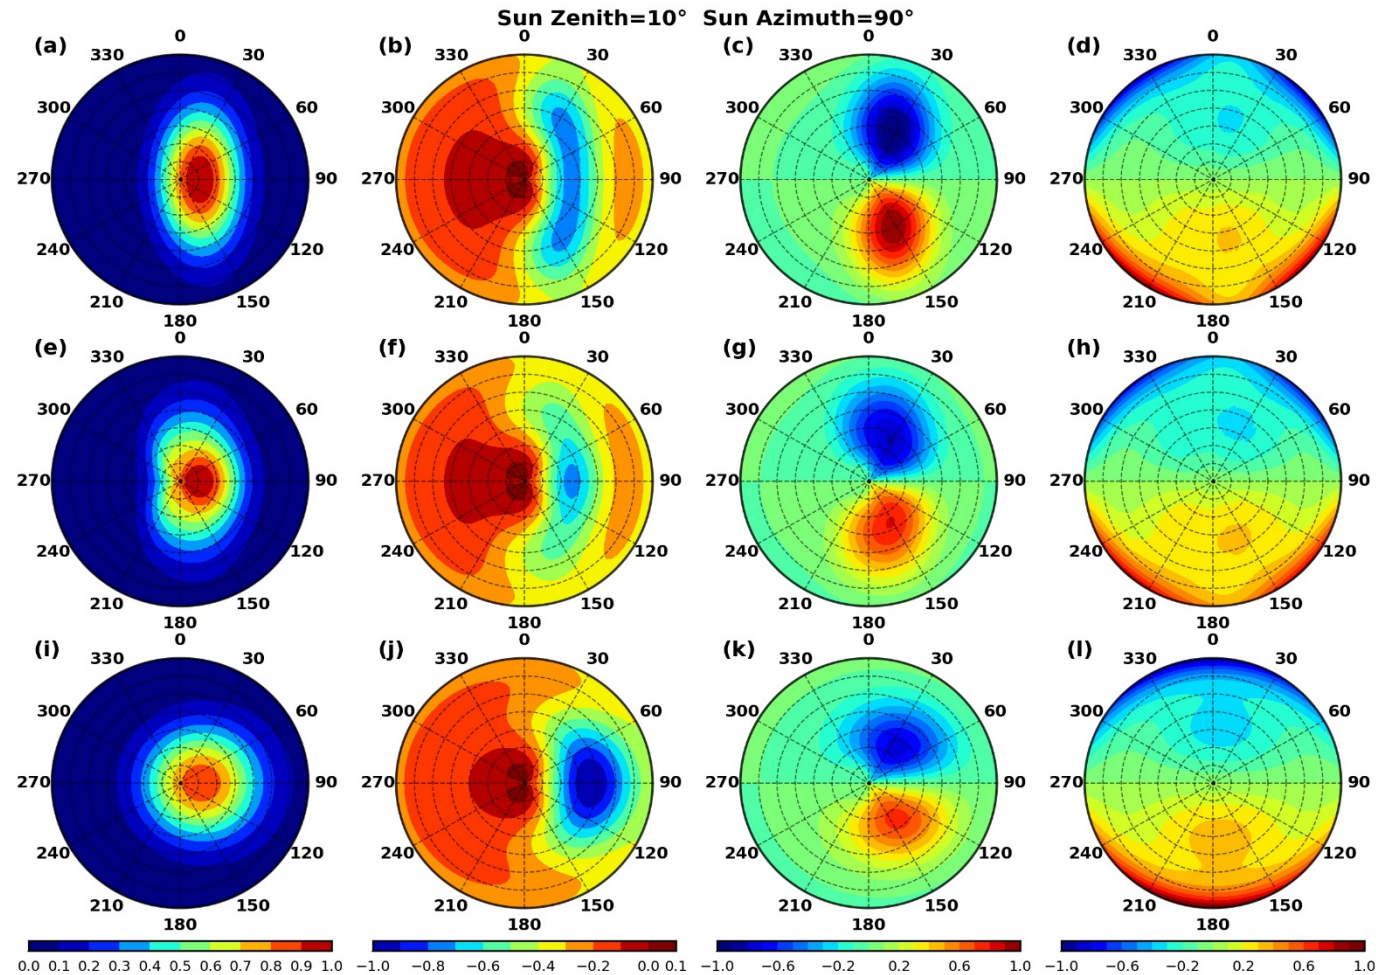 Sun Zenith=10° Sun Azimuth=90°
(a) 0 30 60 90 120 150 180 210 240 270 300 330
(b) 0 30 60 90 120 150 180 210 240 270 300 330
(c) 0 30 60 90 120 150 180 210 240 270 300 330
(d) 0 30 60 90 120 150 180 210 240 270 300 330
(e) 0 30 60 90 120 150 180 210 240 270 300 330
(f) 0 30 60 90 120 150 180 210 240 270 300 330
(g) 0 30 60 90 120 150 180 210 240 270 300 330
(h) 0 30 60 90 120 150 180 210 240 270 300 330
(i) 0 30 60 90 120 150 180 210 240 270 300 330
(j) 0 30 60 90 120 150 180 210 240 270 300 330
(k) 0 30 60 90 120 150 180 210 240 270 300 330
(l) 0 30 60 90 120 150 180 210 240 270 300 330
0.0 0.1 0.2 0.3 0.4 0.5 0.6 0.7 0.8 0.9 1.0
−1.0 −0.8 −0.6 −0.4 −0.2 0.0 0.1
−1.0 −0.6 −0.2 0.2 0.6 1.0
−1.0 −0.6 −0.2 0.2 0.6 1.0